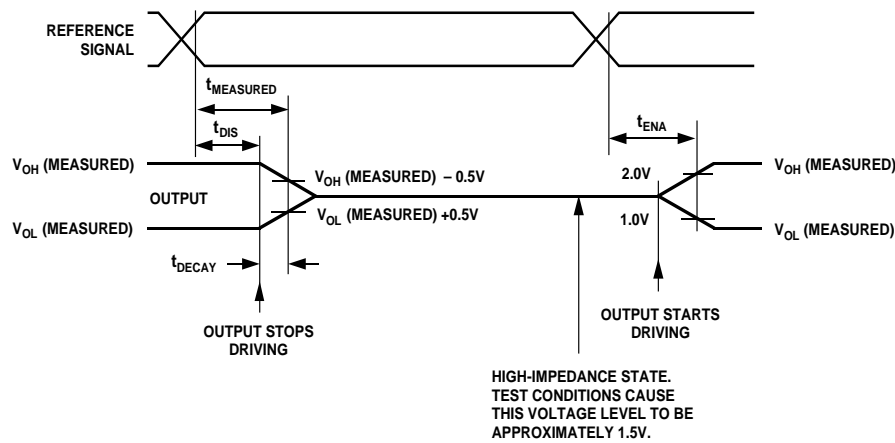 REFERENCE
SIGNAL
tMEASURED
tDIS
tENA
VOH (MEASURED)
VOH (MEASURED) – 0.5V
2.0V
VOH (MEASURED)
OUTPUT
VOL (MEASURED)
VOL (MEASURED) +0.5V
1.0V
VOL (MEASURED)
tDECAY
OUTPUT STOPS
DRIVING
OUTPUT STARTS
DRIVING
HIGH-IMPEDANCE STATE.
TEST CONDITIONS CAUSE
THIS VOLTAGE LEVEL TO BE
APPROXIMATELY 1.5V.